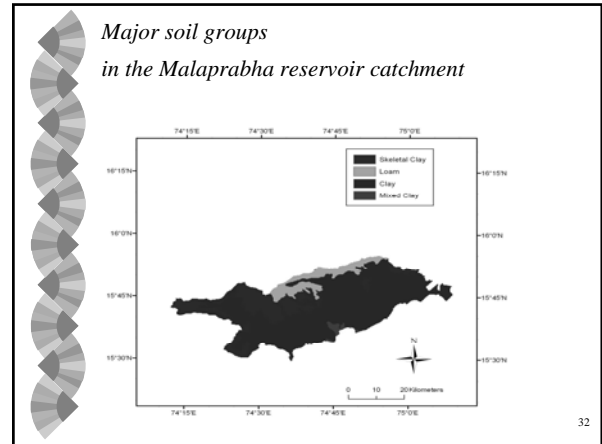 Major soil groups
in the Malaprabha reservoir catchment
74°15'E 74°30'E 74°45'E 75°0'E
Skeletal Clay
Loam
Clay
Mixed Clay
16°15'N 16°15'N
16°0'N 16°0'N
15°45'N 15°45'N
15°30'N 15°30'N
N
0 10 20 Kilometers
74°15'E 74°30'E 74°45'E 75°0'E
32